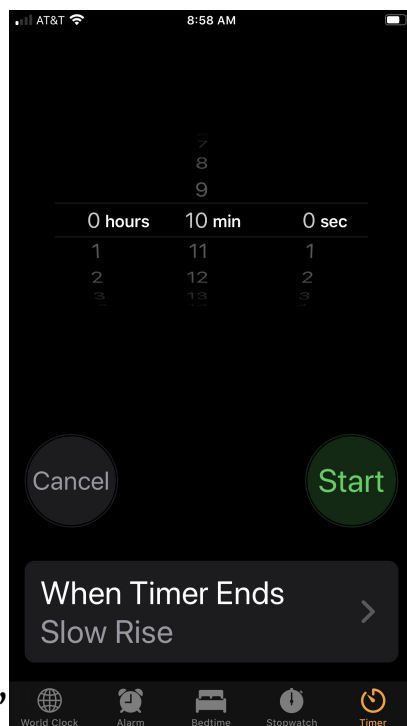 AT&T 8:58 AM
7
8
9
0 hours 10 min 0 sec
1 11 1
2 12 2
3 13 3
Cancel Start
When Timer Ends
Slow Rise
World Clock Alarm Bedtime Stopwatch Timer